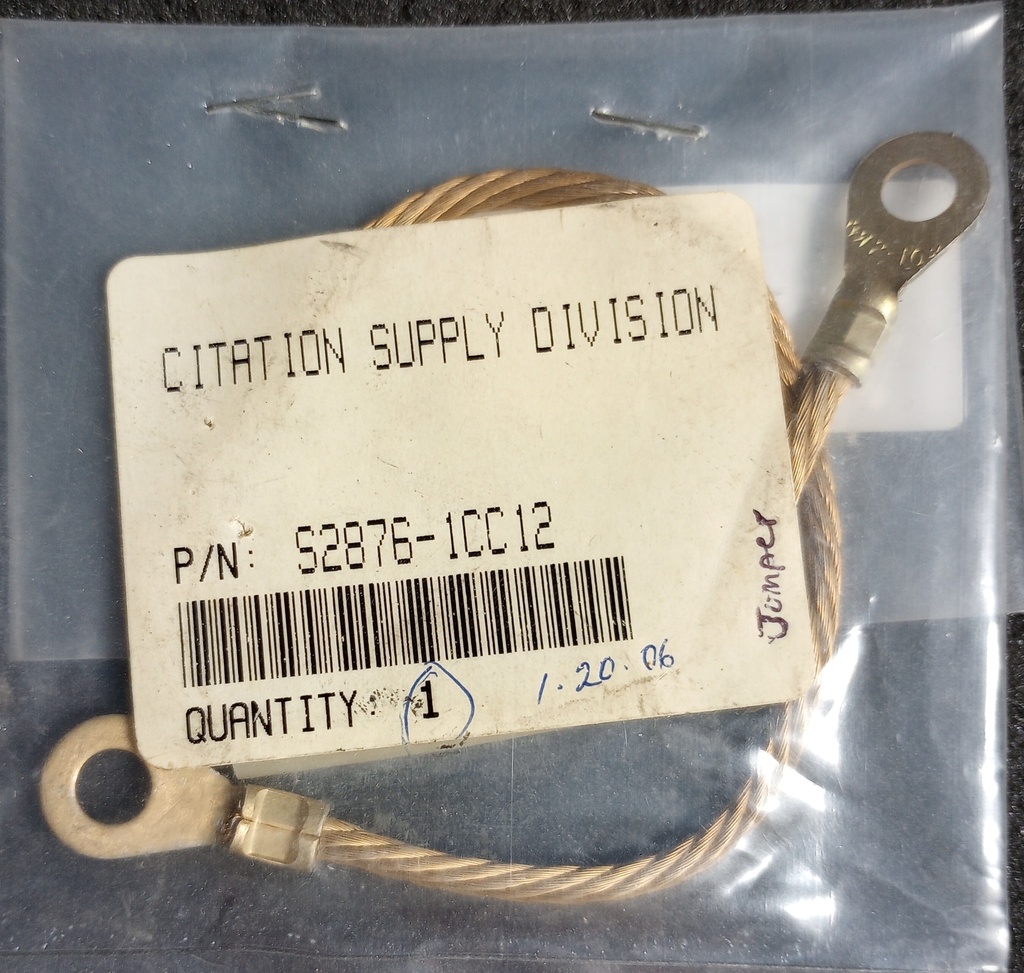 CITATION SUPPLY DIVISION
P/N: S2876-1CC12
QUANTITY: 1
1.20.06
Jumper